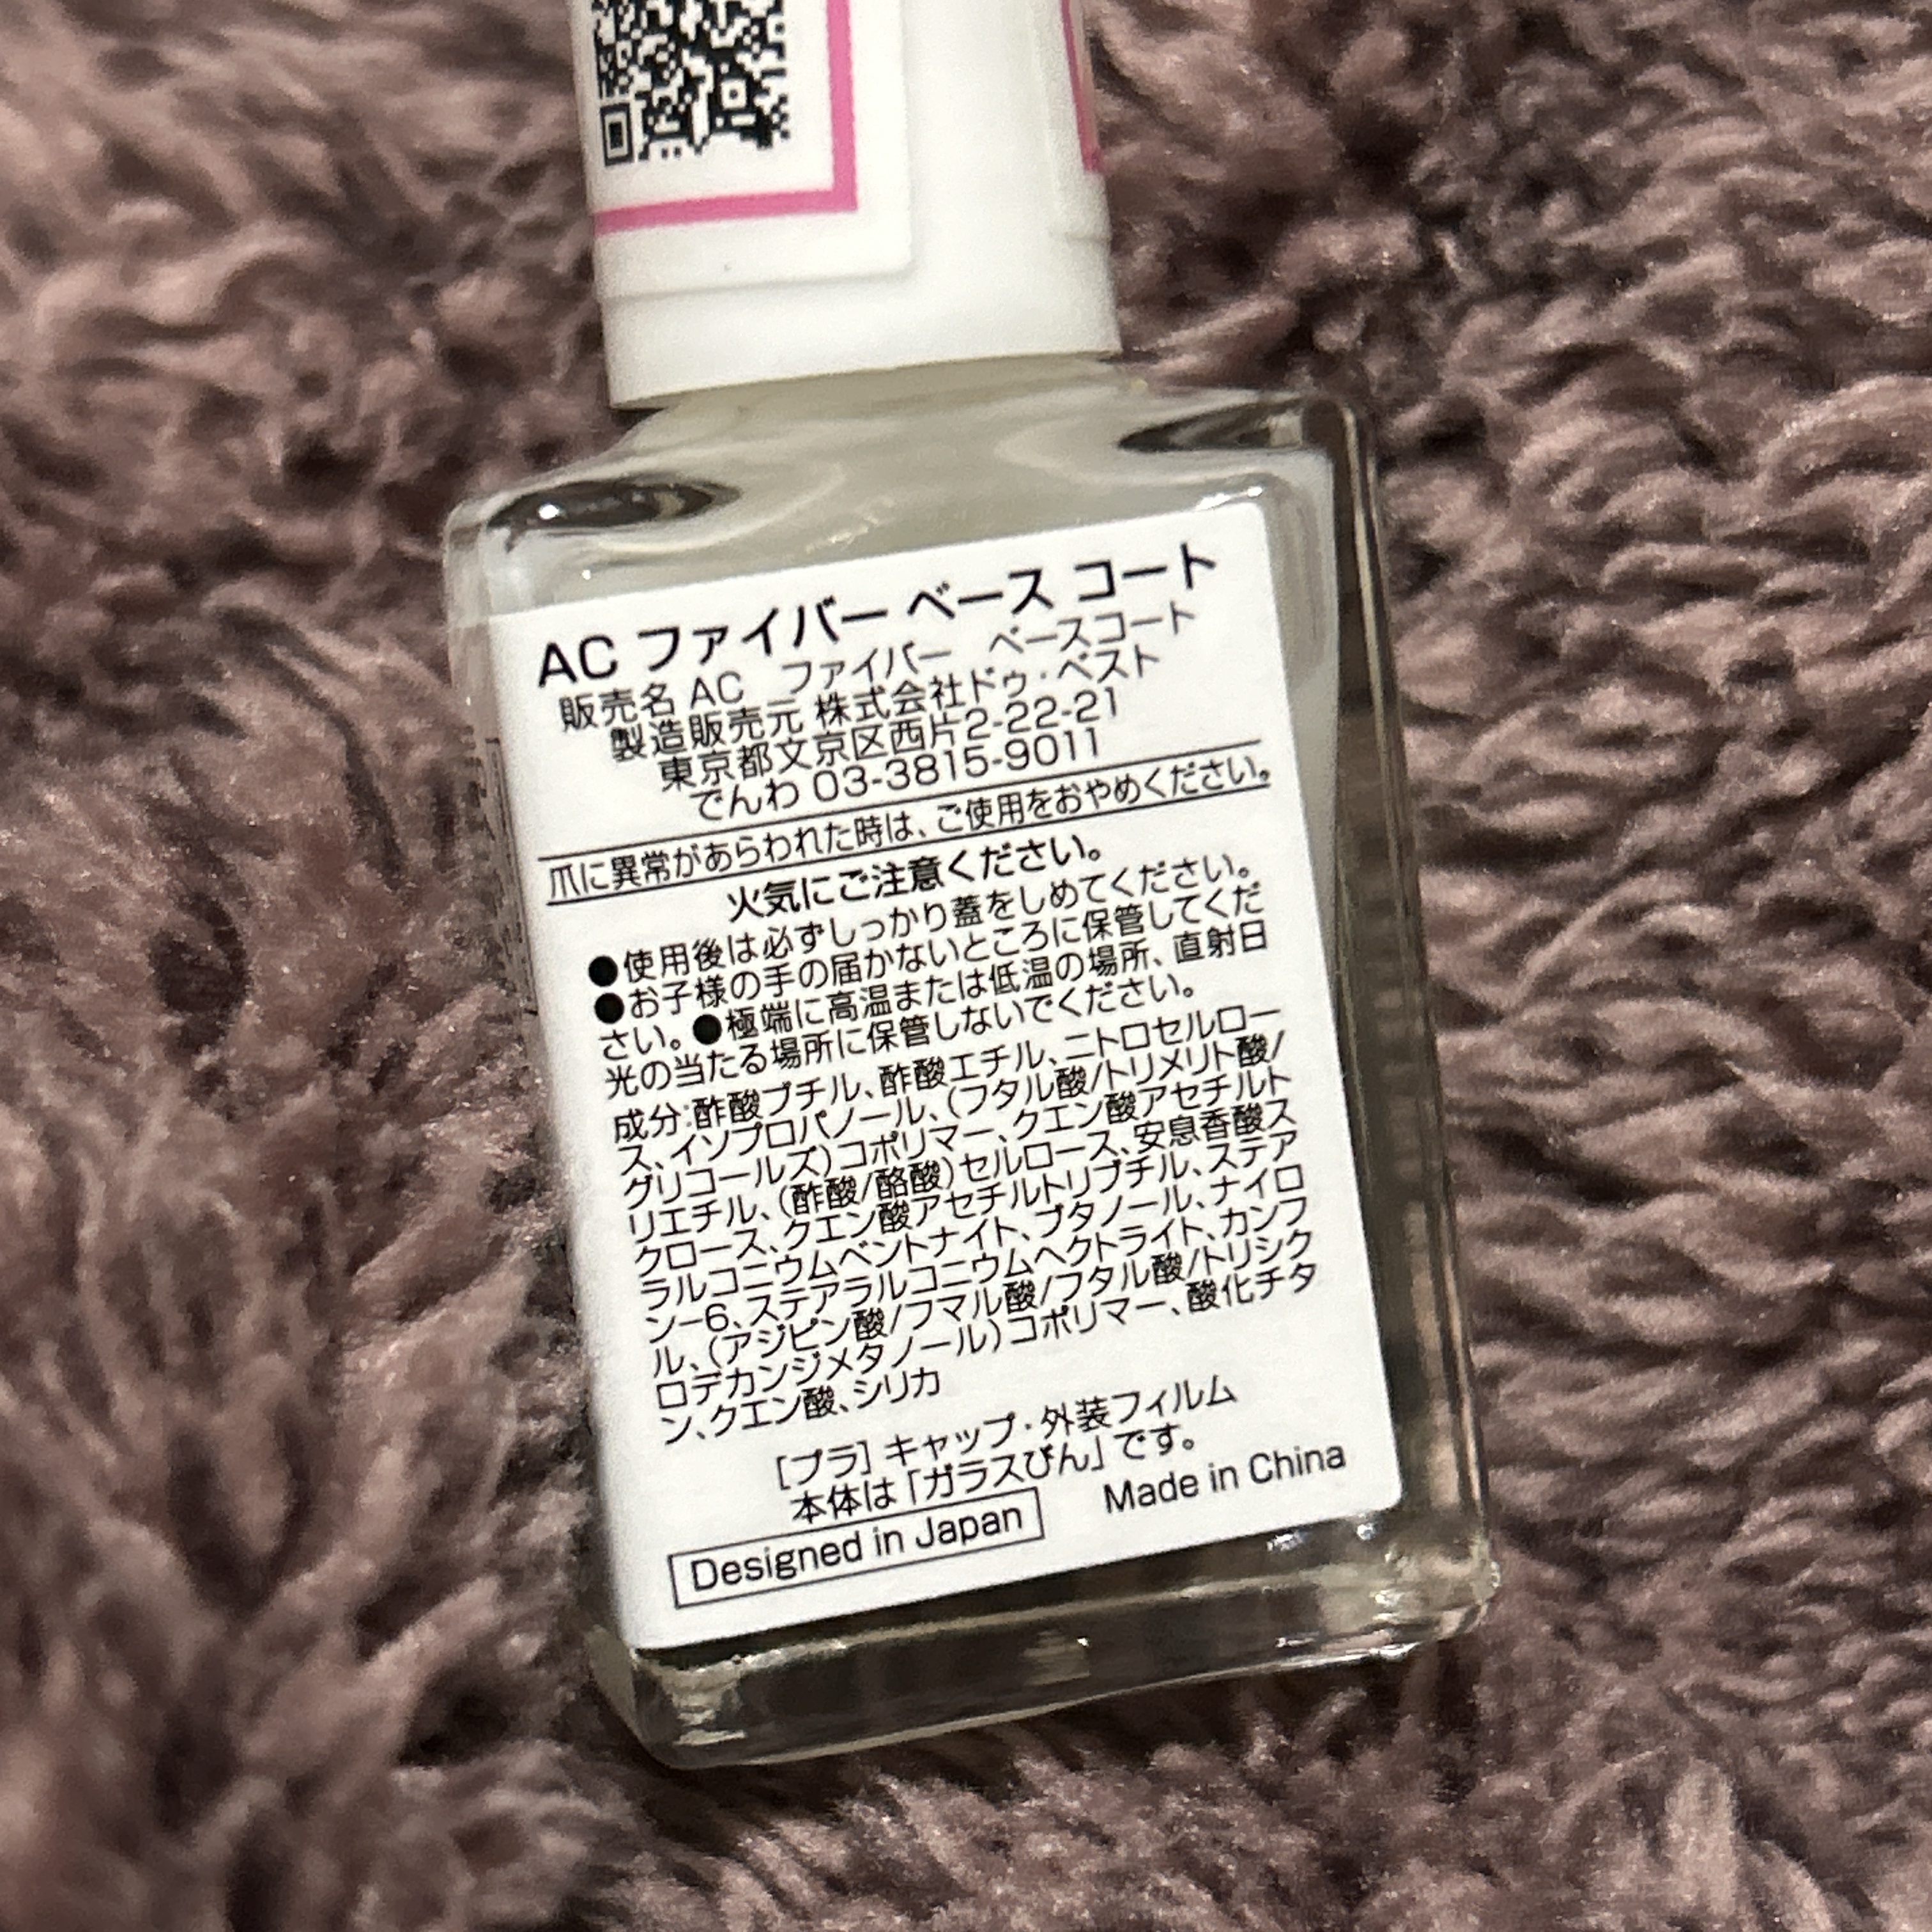 AC ファイバー ベース コート
販売名 AC ファイバー ベースコート
製造販売元 株式会社ドゥ・ベスト
東京都文京区西片2-22-21
でんわ 03-3815-9011
爪に異常があらわれた時は、ご使用をおやめください。
火気にご注意ください。
●使用後は必ずしっかり蓋をしめてください。
●お子様の手の届かないところに保管してくだ
さい。●極端に高温または低温の場所、直射日
光の当たる場所に保管しないでください。
成分:酢酸ブチル、酢酸エチル、ニトロセルロー
ス、イソプロパノール、(フタル酸/トリメリト酸/
グリコールズ)コポリマー、クエン酸アセチルト
リエチル、(酢酸/酪酸)セルロース、安息香酸ス
クロース、クエン酸アセチルトリブチル、ステア
ラルコニウムベントナイト、ブタノール、ナイロ
ン-6、ステアラルコニウムヘクトライト、カンフ
ル、(アジピン酸/フマル酸/フタル酸/トリシク
ロデカンジメタノール)コポリマー、酸化チタ
ン、クエン酸、シリカ
[プラ] キャップ・外装フィルム
本体は「ガラスびん」です。
Designed in Japan Made in China